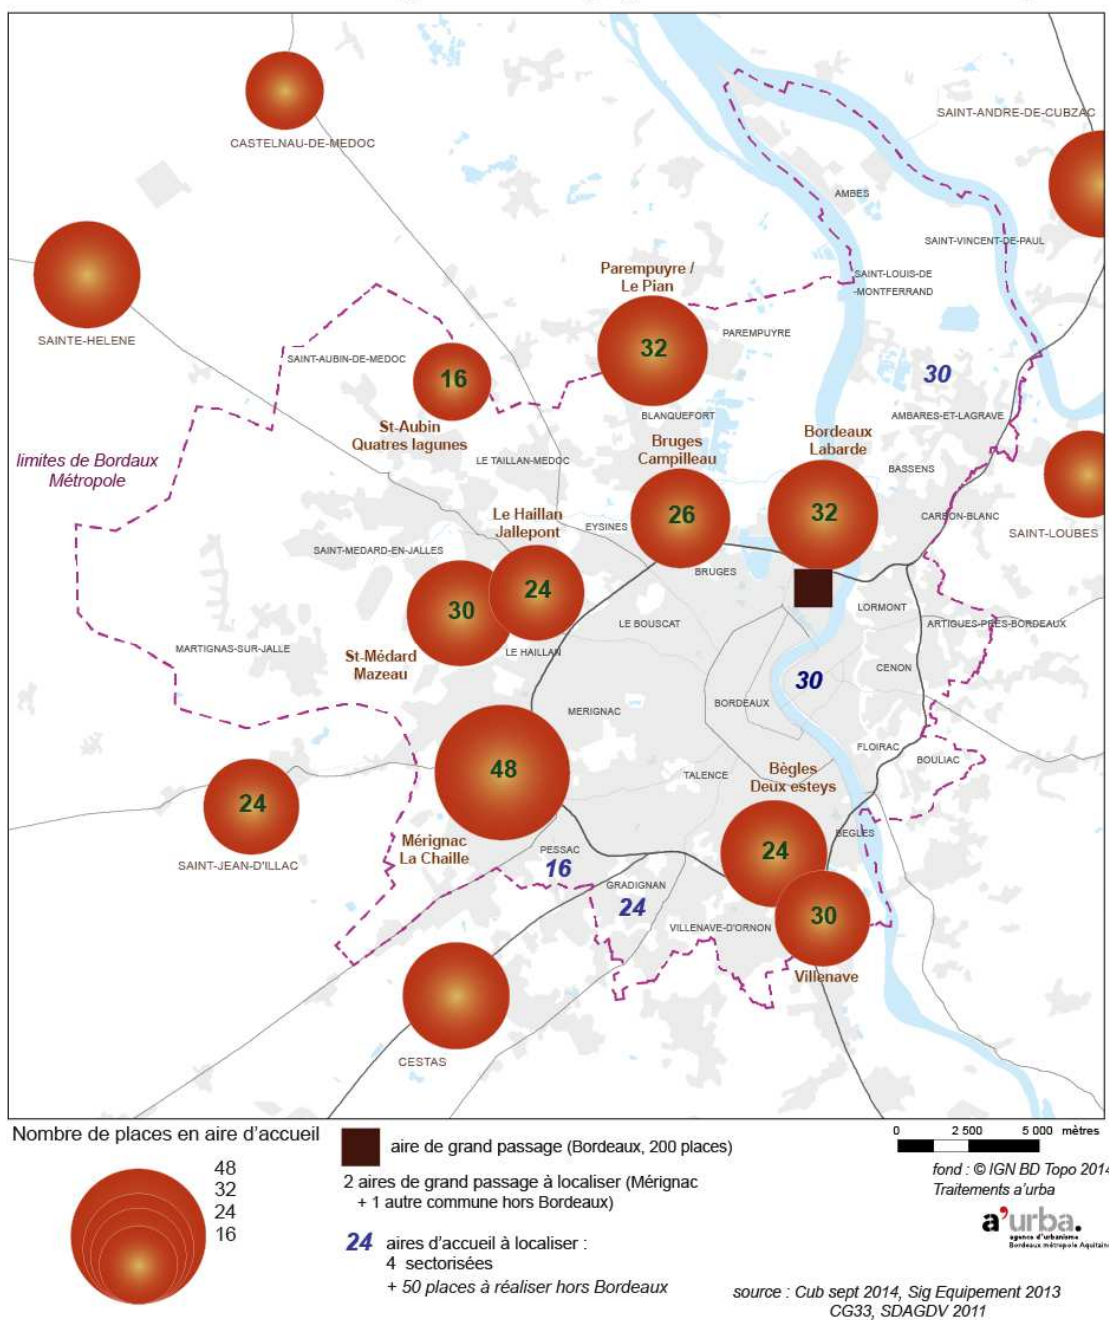 SAINT-ANDRE-DE-CUBZAC
CASTELNAU-DE-MEDOC
AMBES
SAINT-VINCENT-DE-PAUL
SAINTE-HELENE
Parempuyre /
Le Pian
32
SAINT-LOUIS-DE
-MONTFERRAND
PAREMPUYRE
SAINT-AUBIN-DE-MEDOC
16
30
St-Aubin
Quatres lagunes
BLANQUEFORT
AMBARES-ET-LAGRAVE
limites de Bordaux
Métropole
LE TAILLAN-MEDOC
Bruges
Campilleau
26
Bordeaux
Labarde
32
BASSENS
CARBON-BLANC
SAINT-LOUBES
Le Haillan
Jallepont
24
EYSINES
SAINT-MEDARD-EN-JALLES
BRUGES
30
LORMONT
LE BOUSCAT
ARTIGUES-PRES-BORDEAUX
MARTIGNAS-SUR-JALLE
St-Médard
Mazeau
LE HAILLAN
CENON
30
BORDEAUX
MERIGNAC
FLOIRAC
BOULIAC
48
TALENCE
Bègles
Deux esteys
24
24
SAINT-JEAN-D'ILLAC
Mérignac
La Chaille
BEGLES
PESSAC
16
GRADIGNAN
24
VILLENAVE-D'ORNON
30
Villenave
CESTAS
Nombre de places en aire d'accueil
48
32
24
16
aire de grand passage (Bordeaux, 200 places)
2 aires de grand passage à localiser (Mérignac
+ 1 autre commune hors Bordeaux)
24 aires d'accueil à localiser :
4 sectorisées
+ 50 places à réaliser hors Bordeaux
0 2 500 5 000 mètres
fond : © IGN BD Topo 2014
Traitements a'urba
a'urba.
agence d'urbanisme
Bordeaux métropole Aquitaine
source : Cub sept 2014, Sig Equipement 2013
CG33, SDAGDV 2011